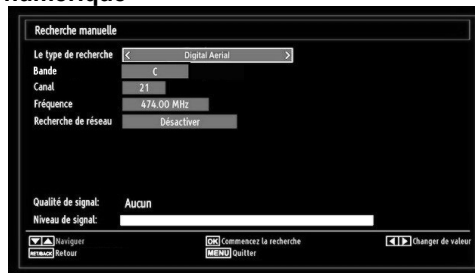 numérique
Recherche manuelle
Le type de recherche < Digital Aerial >
Bande C
Canal 21
Fréquence 474.00 MHz
Recherche de réseau Désactiver
Qualité de signal: Aucun
Niveau de signal:
Naviguer OK Commencez la recherche Changer de valeur
RET/BACK Retour MENU Quitter